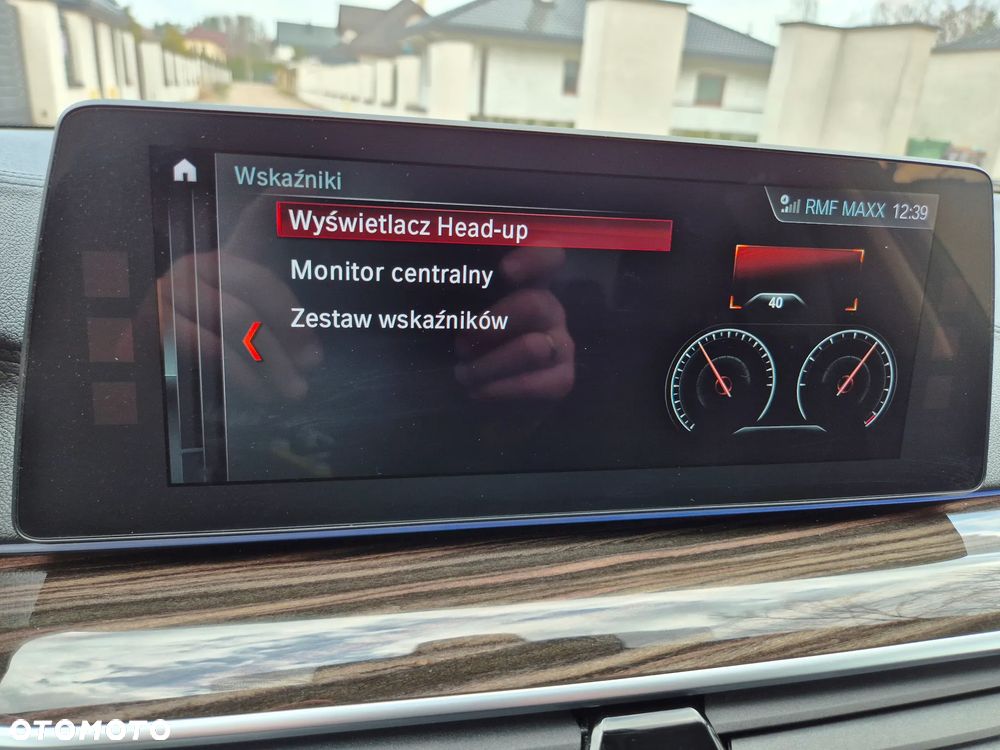 Wskaźniki
RMF MAXX 12:39
Wyświetlacz Head-up
Monitor centralny
Zestaw wskaźników
40
OTOMOTO